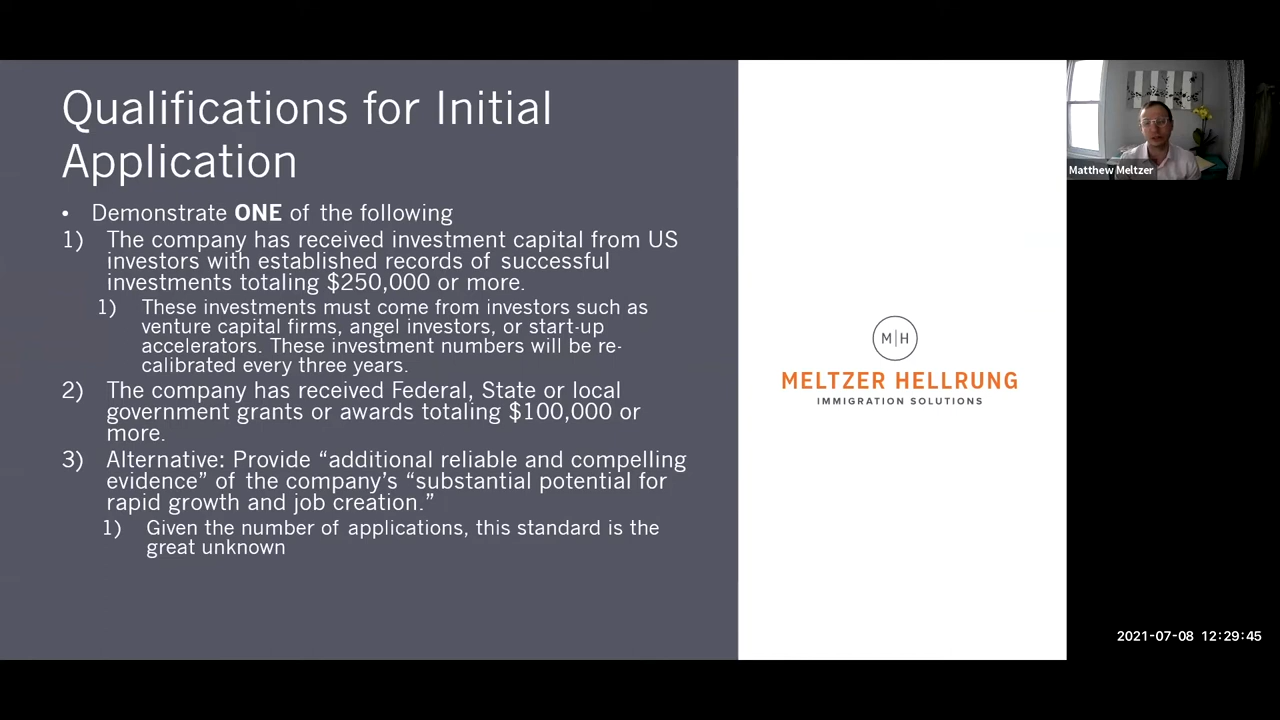 Qualifications for Initial
Application
• Demonstrate ONE of the following
1) The company has received investment capital from US
investors with established records of successful
investments totaling $250,000 or more.
1) These investments must come from investors such as
venture capital firms, angel investors, or start-up
accelerators. These investment numbers will be re-
calibrated every three years.
2) The company has received Federal, State or local
government grants or awards totaling $100,000 or
more.
3) Alternative: Provide “additional reliable and compelling
evidence” of the company’s “substantial potential for
rapid growth and job creation.”
1) Given the number of applications, this standard is the
great unknown
M|H
MELTZER HELLRUNG
IMMIGRATION SOLUTIONS
Matthew Meltzer
2021-07-08 12:29:45